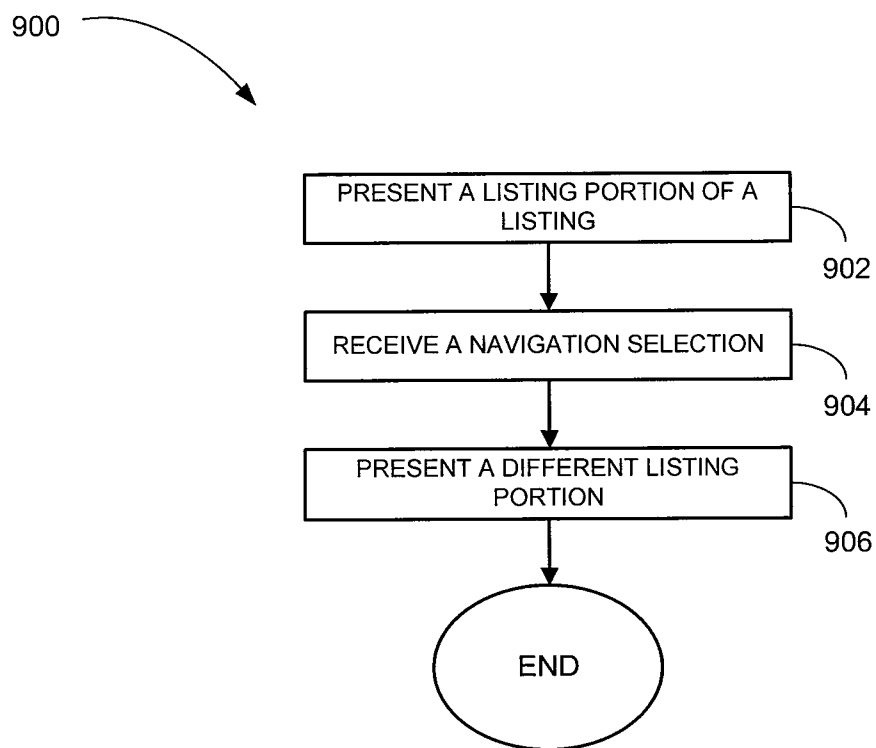 900
PRESENT A LISTING PORTION OF A
LISTING
902
RECEIVE A NAVIGATION SELECTION
904
PRESENT A DIFFERENT LISTING
PORTION
906
END